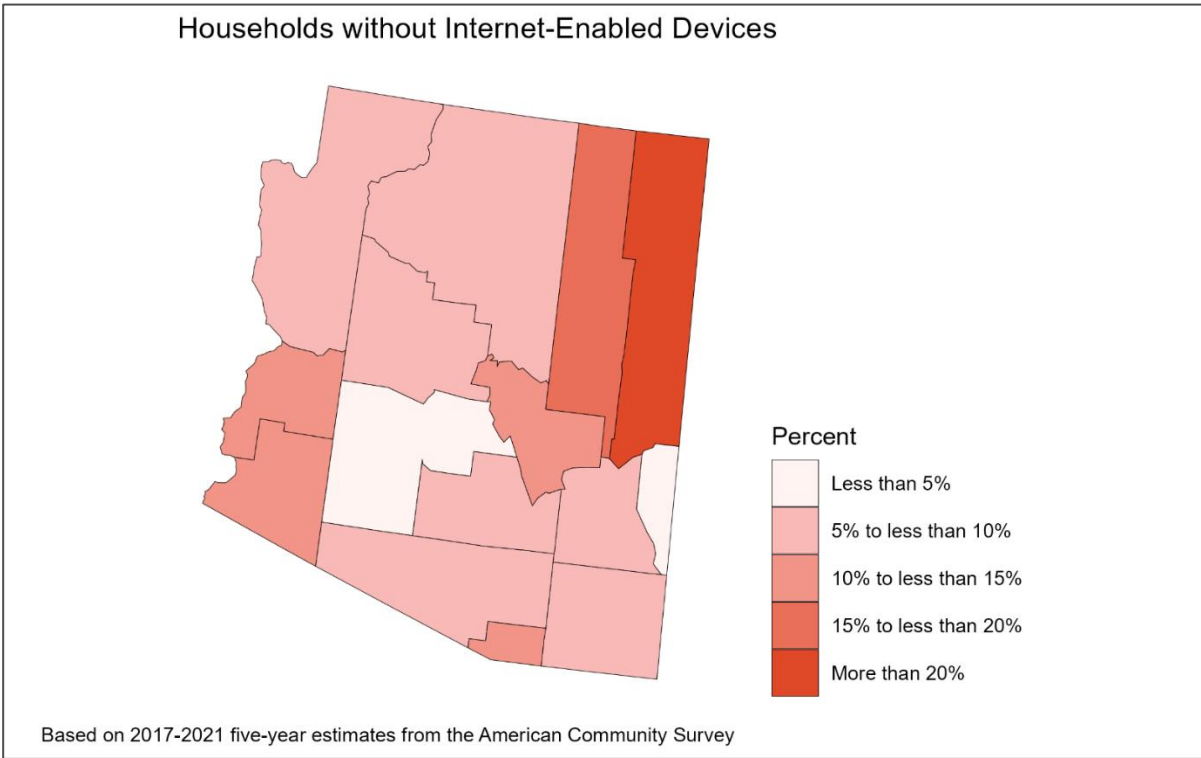 Households without Internet-Enabled Devices
Percent
Less than 5%
5% to less than 10%
10% to less than 15%
15% to less than 20%
More than 20%
Based on 2017-2021 five-year estimates from the American Community Survey